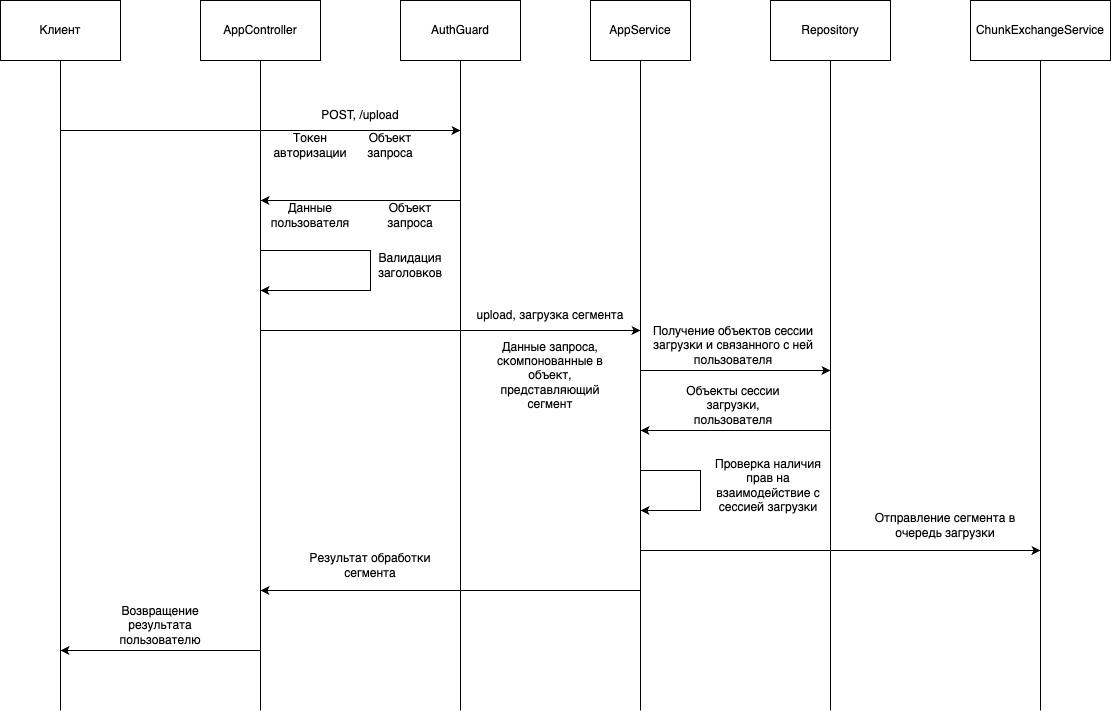 Клиент
AppController
AuthGuard
AppService
Repository
ChunkExchangeService
POST, /upload
Токен
авторизации
Объект
запроса
Данные
пользователя
Объект
запроса
Валидация
заголовков
upload, загрузка сегмента
Данные запроса,
скомпонованные в
объект,
представляющий
сегмент
Получение объектов сессии
загрузки и связанного с ней
пользователя
Объекты сессии
загрузки,
пользователя
Проверка наличия
прав на
взаимодействие с
сессией загрузки
Отправление сегмента в
очередь загрузки
Результат обработки
сегмента
Возвращение
результата
пользователю